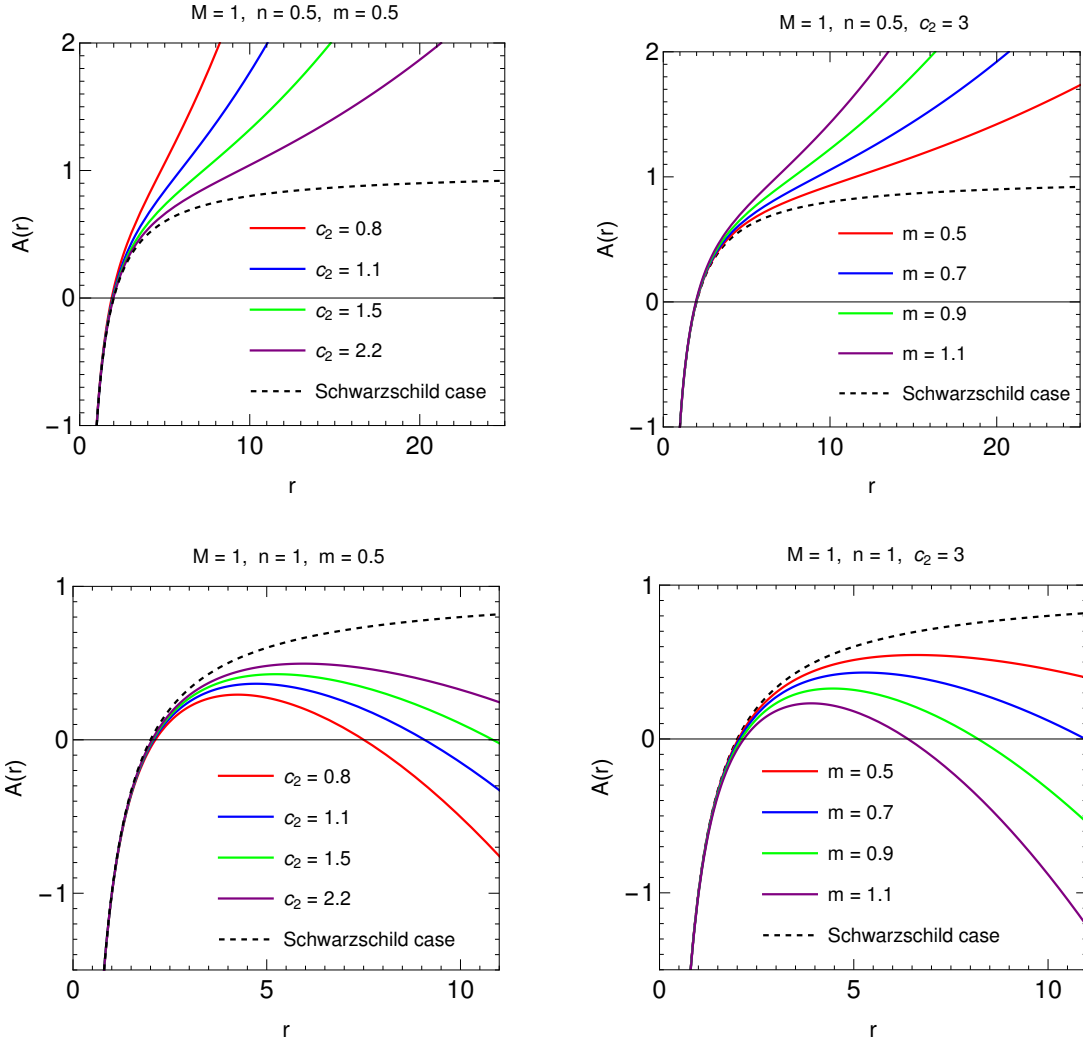 M = 1, n = 0.5, m = 0.5
2
1
0
−1
A(r)
c2 = 0.8
c2 = 1.1
c2 = 1.5
c2 = 2.2
Schwarzschild case
0
10
20
r
M = 1, n = 0.5, c2 = 3
2
1
0
−1
A(r)
m = 0.5
m = 0.7
m = 0.9
m = 1.1
Schwarzschild case
0
10
20
r
M = 1, n = 1, m = 0.5
1
0
−1
A(r)
c2 = 0.8
c2 = 1.1
c2 = 1.5
c2 = 2.2
Schwarzschild case
0
5
10
r
M = 1, n = 1, c2 = 3
1
0
−1
A(r)
m = 0.5
m = 0.7
m = 0.9
m = 1.1
Schwarzschild case
0
5
10
r